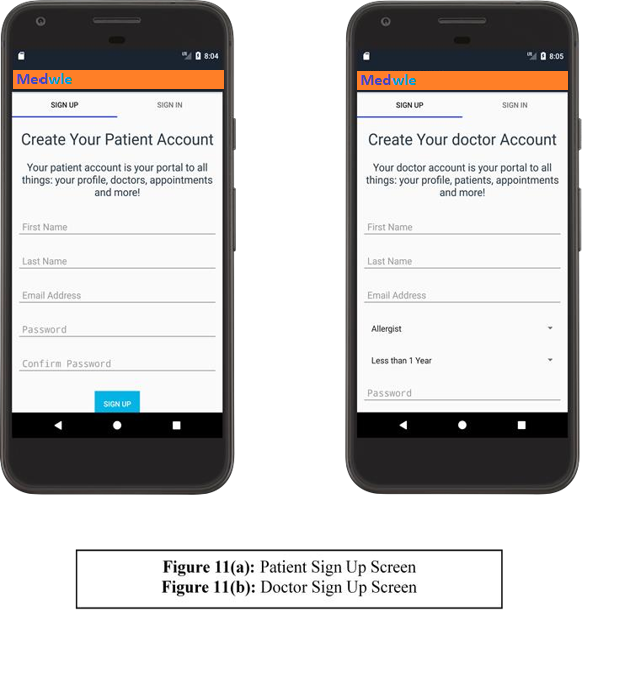 8:04
Medwle
SIGN UP SIGN IN
Create Your Patient Account
Your patient account is your portal to all
things: your profile, doctors, appointments
and more!
First Name
Last Name
Email Address
Password
Confirm Password
SIGN UP
8:05
Medwle
SIGN UP SIGN IN
Create Your doctor Account
Your doctor account is your portal to all
things: your profile, patients, appointments
and more!
First Name
Last Name
Email Address
Allergist
Less than 1 Year
Password
Figure 11(a): Patient Sign Up Screen
Figure 11(b): Doctor Sign Up Screen